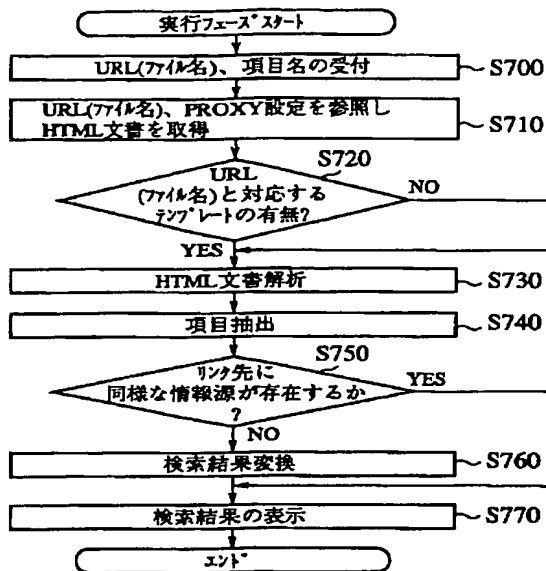 実行フェーズスタート
URL(ファイル名)、項目名の受付
S700
URL(ファイル名)、PROXY設定を参照し
HTML文書を取得
S710
S720
URL
(ファイル名)と対応する
テンプレートの有無?
NO
YES
HTML文書解析
S730
項目抽出
S740
S750
リンク先に
同様な情報源が存在するか
?
YES
NO
検索結果変換
S760
検索結果の表示
S770
エンド